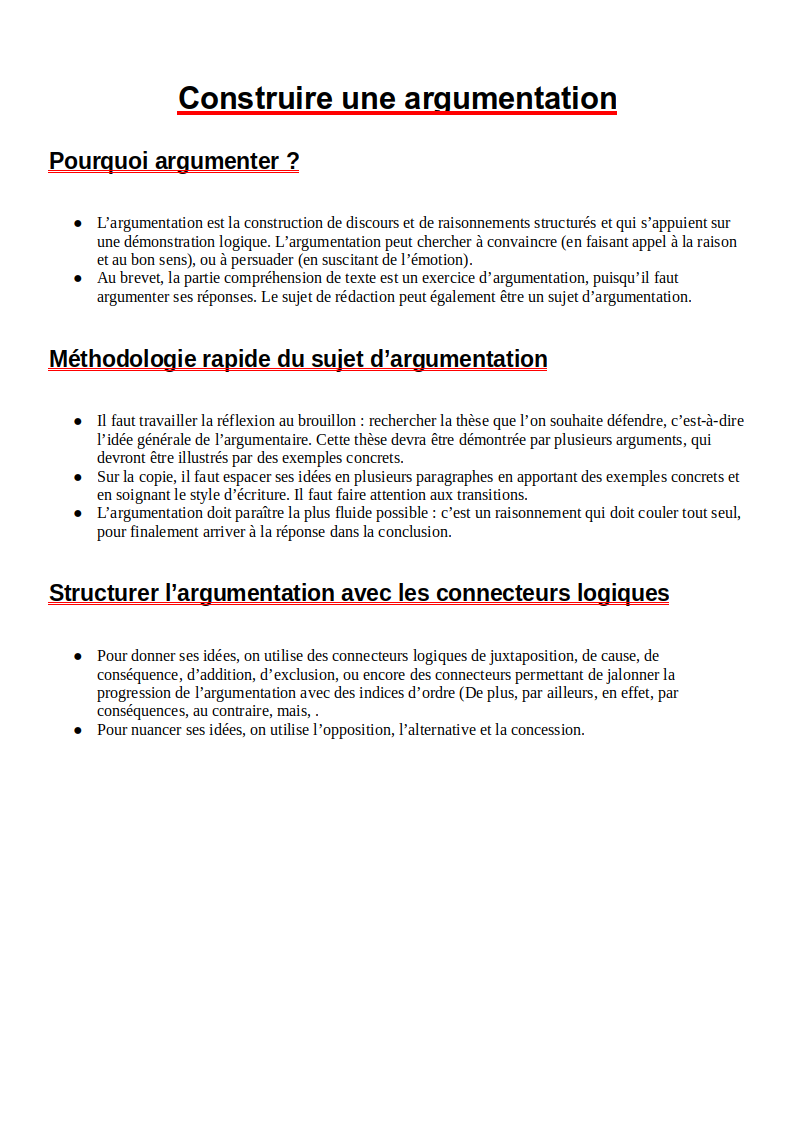 Construire une argumentation
Pourquoi argumenter ?
● L’argumentation est la construction de discours et de raisonnements structurés et qui s’appuient sur
une démonstration logique. L’argumentation peut chercher à convaincre (en faisant appel à la raison
et au bon sens), ou à persuader (en suscitant de l’émotion).
● Au brevet, la partie compréhension de texte est un exercice d’argumentation, puisqu’il faut
argumenter ses réponses. Le sujet de rédaction peut également être un sujet d’argumentation.
Méthodologie rapide du sujet d’argumentation
● Il faut travailler la réflexion au brouillon : rechercher la thèse que l’on souhaite défendre, c’est-à-dire
l’idée générale de l’argumentaire. Cette thèse devra être démontrée par plusieurs arguments, qui
devront être illustrés par des exemples concrets.
● Sur la copie, il faut espacer ses idées en plusieurs paragraphes en apportant des exemples concrets et
en soignant le style d’écriture. Il faut faire attention aux transitions.
● L’argumentation doit paraître la plus fluide possible : c’est un raisonnement qui doit couler tout seul,
pour finalement arriver à la réponse dans la conclusion.
Structurer l’argumentation avec les connecteurs logiques
● Pour donner ses idées, on utilise des connecteurs logiques de juxtaposition, de cause, de
conséquence, d’addition, d’exclusion, ou encore des connecteurs permettant de jalonner la
progression de l’argumentation avec des indices d’ordre (De plus, par ailleurs, en effet, par
conséquences, au contraire, mais, .
● Pour nuancer ses idées, on utilise l’opposition, l’alternative et la concession.